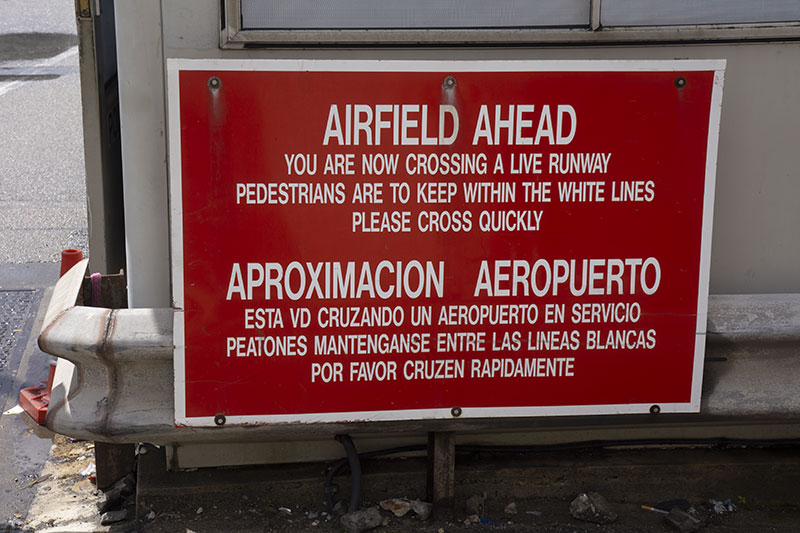 AIRFIELD AHEAD
YOU ARE NOW CROSSING A LIVE RUNWAY
PEDESTRIANS ARE TO KEEP WITHIN THE WHITE LINES
PLEASE CROSS QUICKLY
APROXIMACION AEROPUERTO
ESTA VD CRUZANDO UN AEROPUERTO EN SERVICIO
PEATONES MANTENGANSE ENTRE LAS LINEAS BLANCAS
POR FAVOR CRUZEN RAPIDAMENTE